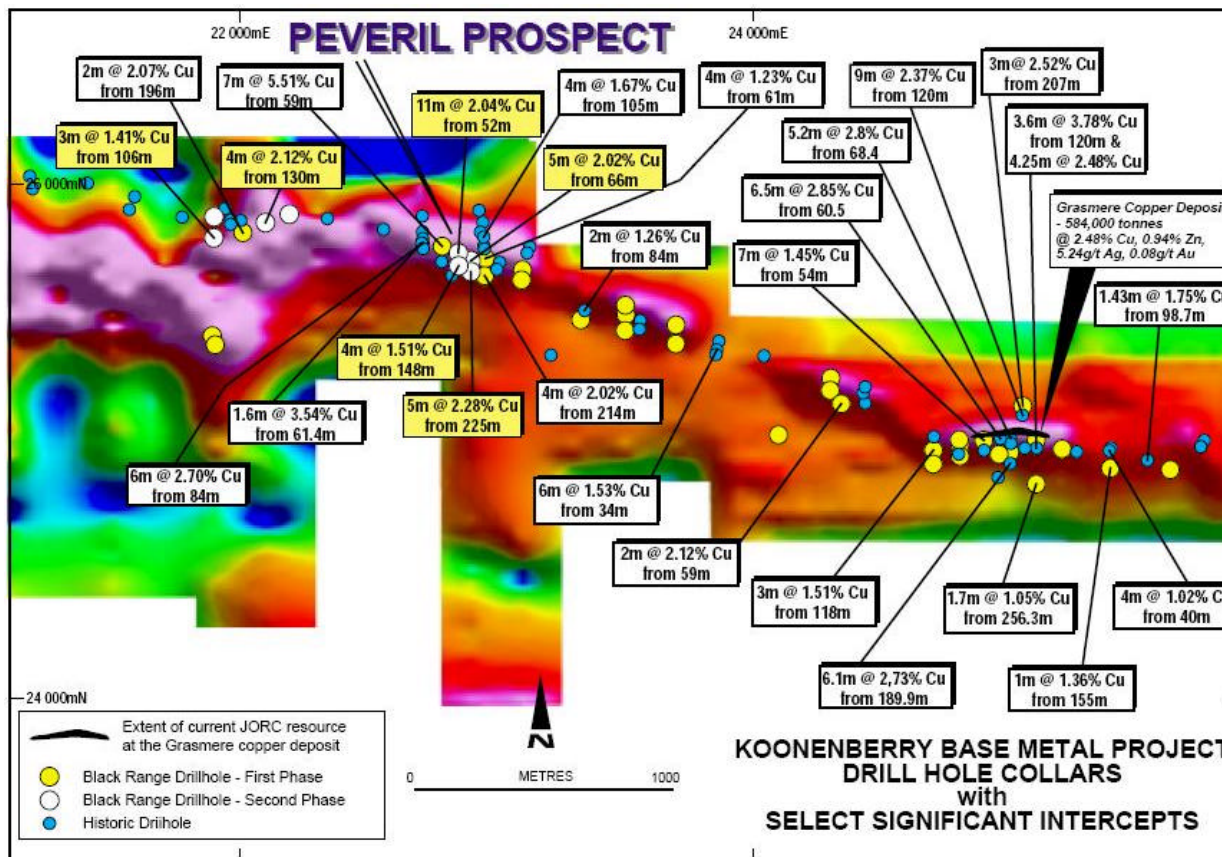 22 000mE
24 000mE
PEVERIL PROSPECT
2m @ 2.07% Cu
from 196m
7m @ 5.51% Cu
from 59m
11m @ 2.04% Cu
from 52m
4m @ 1.67% Cu
from 105m
4m @ 1.23% Cu
from 61m
9m @ 2.37% Cu
from 120m
3m @ 2.52% Cu
from 207m
3m @ 1.41% Cu
from 106m
4m @ 2.12% Cu
from 130m
5m @ 2.02% Cu
from 66m
5.2m @ 2.8% Cu
from 68.4
3.6m @ 3.78% Cu
from 120m &
4.25m @ 2.48% Cu
26 000mN
6.5m @ 2.85% Cu
from 60.5
Grasmere Copper Deposi
- 584,000 tonnes
@ 2.48% Cu, 0.94% Zn,
5.24g/t Ag, 0.08g/t Au
2m @ 1.26% Cu
from 84m
7m @ 1.45% Cu
from 54m
1.43m @ 1.75% C
from 98.7m
4m @ 1.51% Cu
from 148m
1.6m @ 3.54% Cu
from 61.4m
5m @ 2.28% Cu
from 225m
4m @ 2.02% Cu
from 214m
6m @ 2.70% Cu
from 84m
6m @ 1.53% Cu
from 34m
2m @ 2.12% Cu
from 59m
3m @ 1.51% Cu
from 118m
1.7m @ 1.05% Cu
from 256.3m
4m @ 1.02% C
from 40m
6.1m @ 2,73% Cu
from 189.9m
1m @ 1.36% Cu
from 155m
24 000mN
Extent of current JORC resource
at the Grasmere copper deposit
Black Range Drillhole - First Phase
Black Range Drillhole - Second Phase
Historic Drilhole
N
0 METRES 1000
KOONENBERRY BASE METAL PROJECT
DRILL HOLE COLLARS
with
SELECT SIGNIFICANT INTERCEPTS